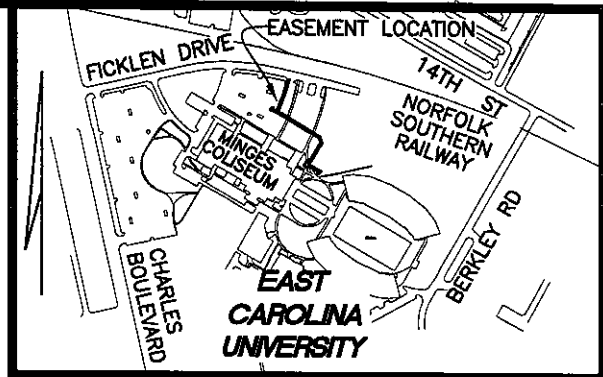 EASEMENT LOCATION
FICKLEN DRIVE
14TH ST
NORFOLK
SOUTHERN
RAILWAY
MINGES
COLISEUM
BERKLEY RD
CHARLES
BOULEVARD
EAST
CAROLINA
UNIVERSITY